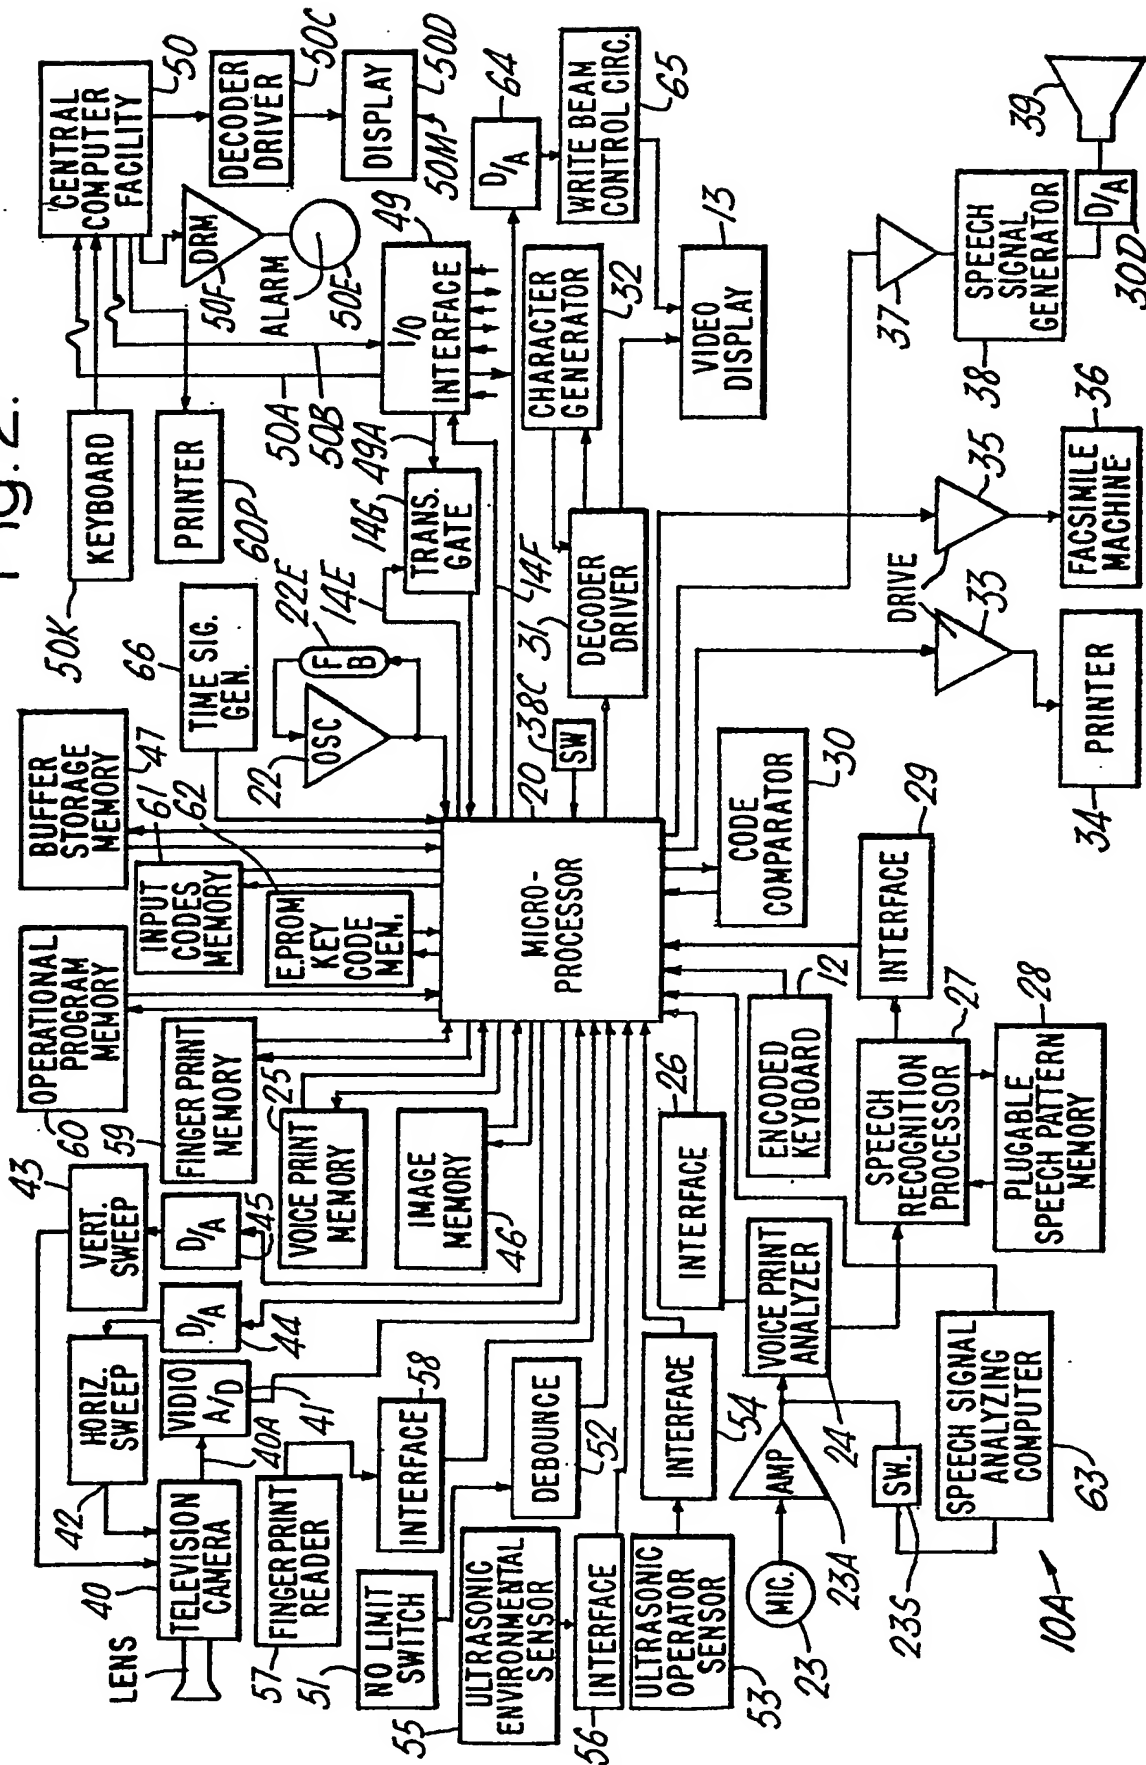 Fig. 2.
LENS
TELEVISION
CAMERA
40
40A
HORIZ.
SWEEP
42
VERT.
SWEEP
43
VIDIO
A/D
41
D/A
44
D/A
45
FINGERPRINT
READER
57
INTERFACE
58
NO LIMIT
SWITCH
51
DEBOUNCE
52
ULTRASONIC
ENVIRONMENTAL
SENSOR
55
INTERFACE
56
ULTRASONIC
OPERATOR
SENSOR
53
INTERFACE
54
MIC.
23
AMP
23A
SW.
23S
VOICE PRINT
ANALYZER
24
INTERFACE
26
SPEECH SIGNAL
ANALYZING
COMPUTER
63
10A
ENCODED
KEYBOARD
12
SPEECH
RECOGNITION
PROCESSOR
27
PLUGABLE
SPEECH PATTERN
MEMORY
28
INTERFACE
29
CODE
COMPARATOR
30
OPERATIONAL
PROGRAM
MEMORY
60
FINGER PRINT
MEMORY
59
VOICE PRINT
MEMORY
25
IMAGE
MEMORY
46
BUFFER
STORAGE
MEMORY
47
INPUT
CODES
MEMORY
61
E.PROM
KEY
CODE
MEM.
62
MICRO-
PROCESSOR
20
TIME SIG.
GEN.
66
OSC
22
F B
22E
14E
TRANS.
GATE
14G
49A
14F
SW
38C
DECODER
DRIVER
31
CHARACTER
GENERATOR
32
VIDEO
DISPLAY
13
I/O
INTERFACE
49
50A
50B
KEYBOARD
50K
PRINTER
60P
CENTRAL
COMPUTER
FACILITY
50
DECODER
DRIVER
50C
DISPLAY
50D
50M
DRM
50F
ALARM
50E
D/A
64
WRITE BEAM
CONTROL CIRC.
65
DRIVE
33
PRINTER
34
35
FACSIMILE
MACHINE
36
37
SPEECH
SIGNAL
GENERATOR
38
D/A
30D
39